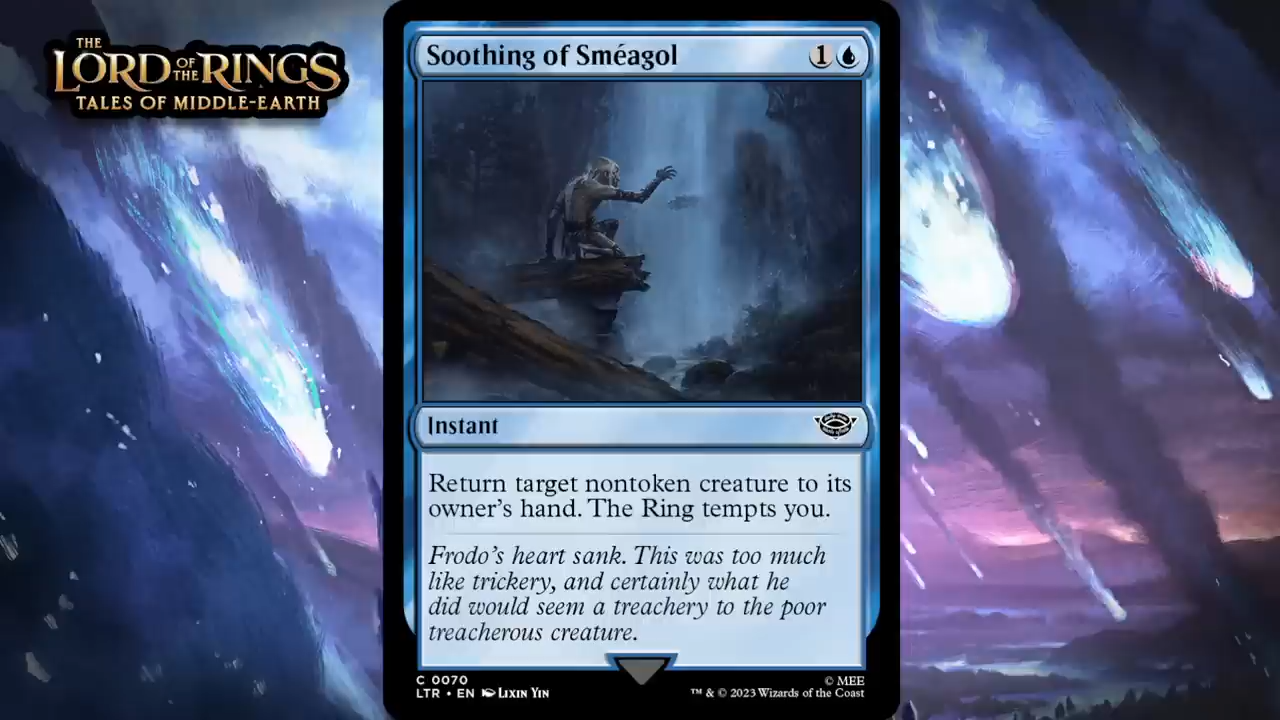 THE
LORD OF THE RINGS
TALES OF MIDDLE-EARTH
Soothing of Sméagol 1
Instant
Return target nontoken creature to its
owner's hand. The Ring tempts you.
Frodo's heart sank. This was too much
like trickery, and certainly what he
did would seem a treachery to the poor
treacherous creature.
C 0070
LTR • EN Lixin Yin
© MEE
™ & © 2023 Wizards of the Coast